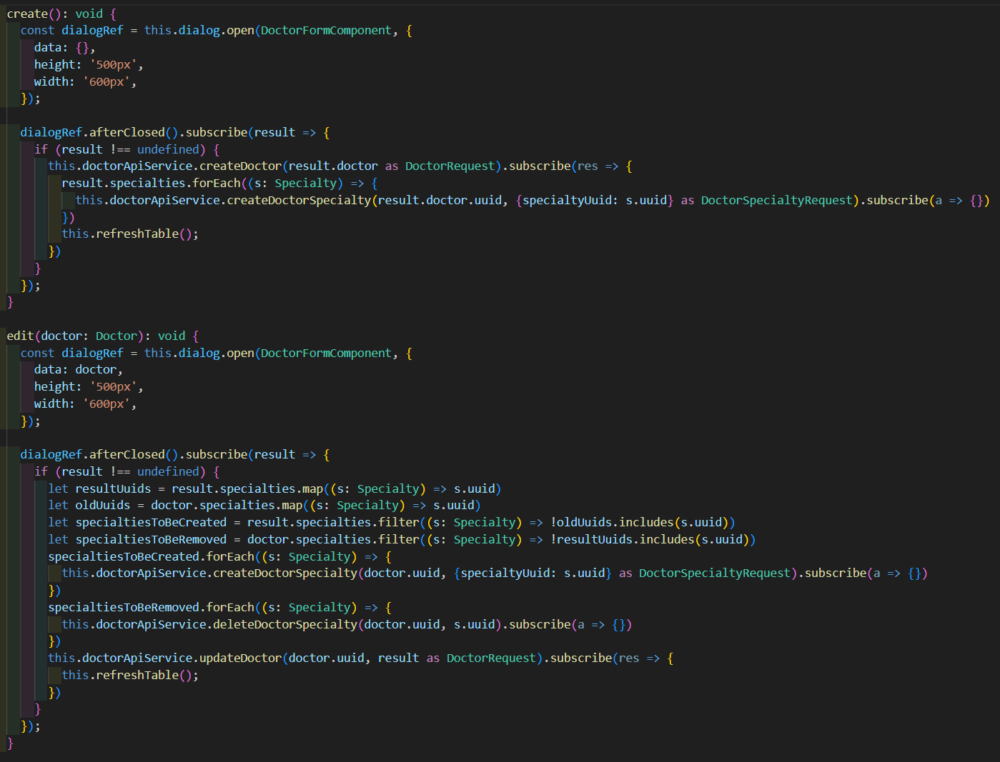 create(): void {
  const dialogRef = this.dialog.open(DoctorFormComponent, {
    data: {},
    height: '500px',
    width: '600px',
  });

  dialogRef.afterClosed().subscribe(result => {
    if (result !== undefined) {
      this.doctorApiService.createDoctor(result.doctor as DoctorRequest).subscribe(res => {
        result.specialties.forEach((s: Specialty) => {
          this.doctorApiService.createDoctorSpecialty(result.doctor.uuid, {specialtyUuid: s.uuid} as DoctorSpecialtyRequest).subscribe(a => {})
        })
        this.refreshTable();
      })
    }
  });
}

edit(doctor: Doctor): void {
  const dialogRef = this.dialog.open(DoctorFormComponent, {
    data: doctor,
    height: '500px',
    width: '600px',
  });

  dialogRef.afterClosed().subscribe(result => {
    if (result !== undefined) {
      let resultUuids = result.specialties.map((s: Specialty) => s.uuid)
      let oldUuids = doctor.specialties.map((s: Specialty) => s.uuid)
      let specialtiesToBeCreated = result.specialties.filter((s: Specialty) => !oldUuids.includes(s.uuid))
      let specialtiesToBeRemoved = doctor.specialties.filter((s: Specialty) => !resultUuids.includes(s.uuid))
      specialtiesToBeCreated.forEach((s: Specialty) => {
        this.doctorApiService.createDoctorSpecialty(doctor.uuid, {specialtyUuid: s.uuid} as DoctorSpecialtyRequest).subscribe(a => {})
      })
      specialtiesToBeRemoved.forEach((s: Specialty) => {
        this.doctorApiService.deleteDoctorSpecialty(doctor.uuid, s.uuid).subscribe(a => {})
      })
      this.doctorApiService.updateDoctor(doctor.uuid, result as DoctorRequest).subscribe(res => {
        this.refreshTable();
      })
    }
  });
}